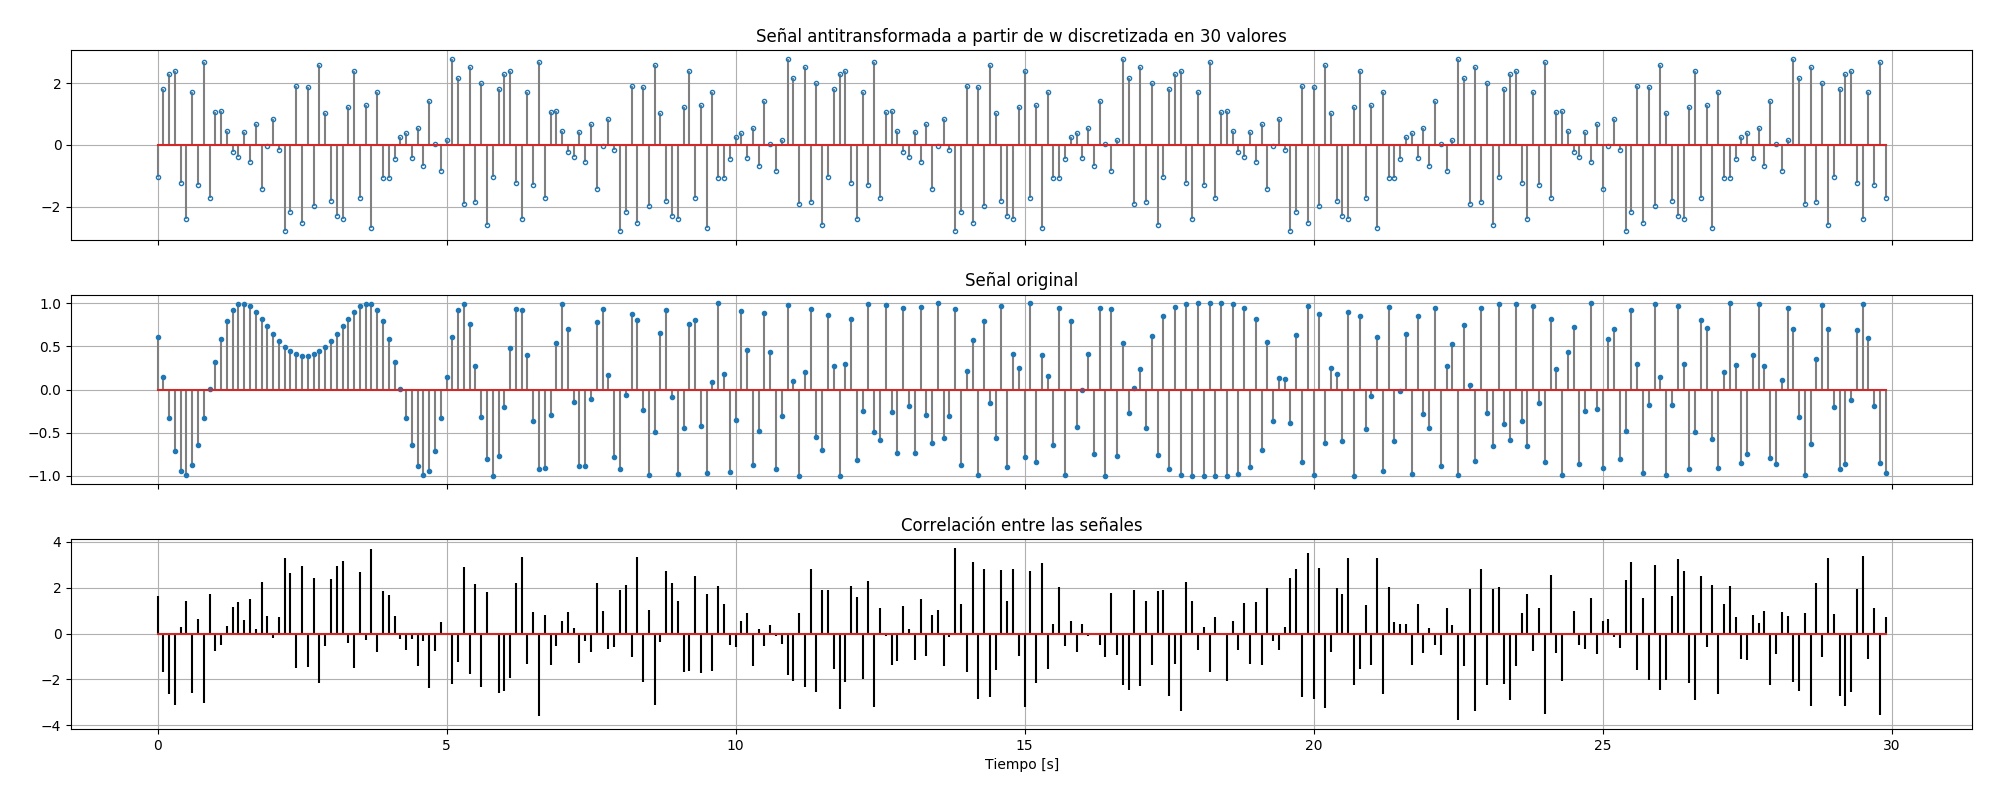 Señal antitransformada a partir de w discretizada en 30 valores
2
0
−2
Señal original
1.0
0.5
0.0
−0.5
−1.0
Correlación entre las señales
4
2
0
−2
−4
0 5 10 15 20 25 30
Tiempo [s]